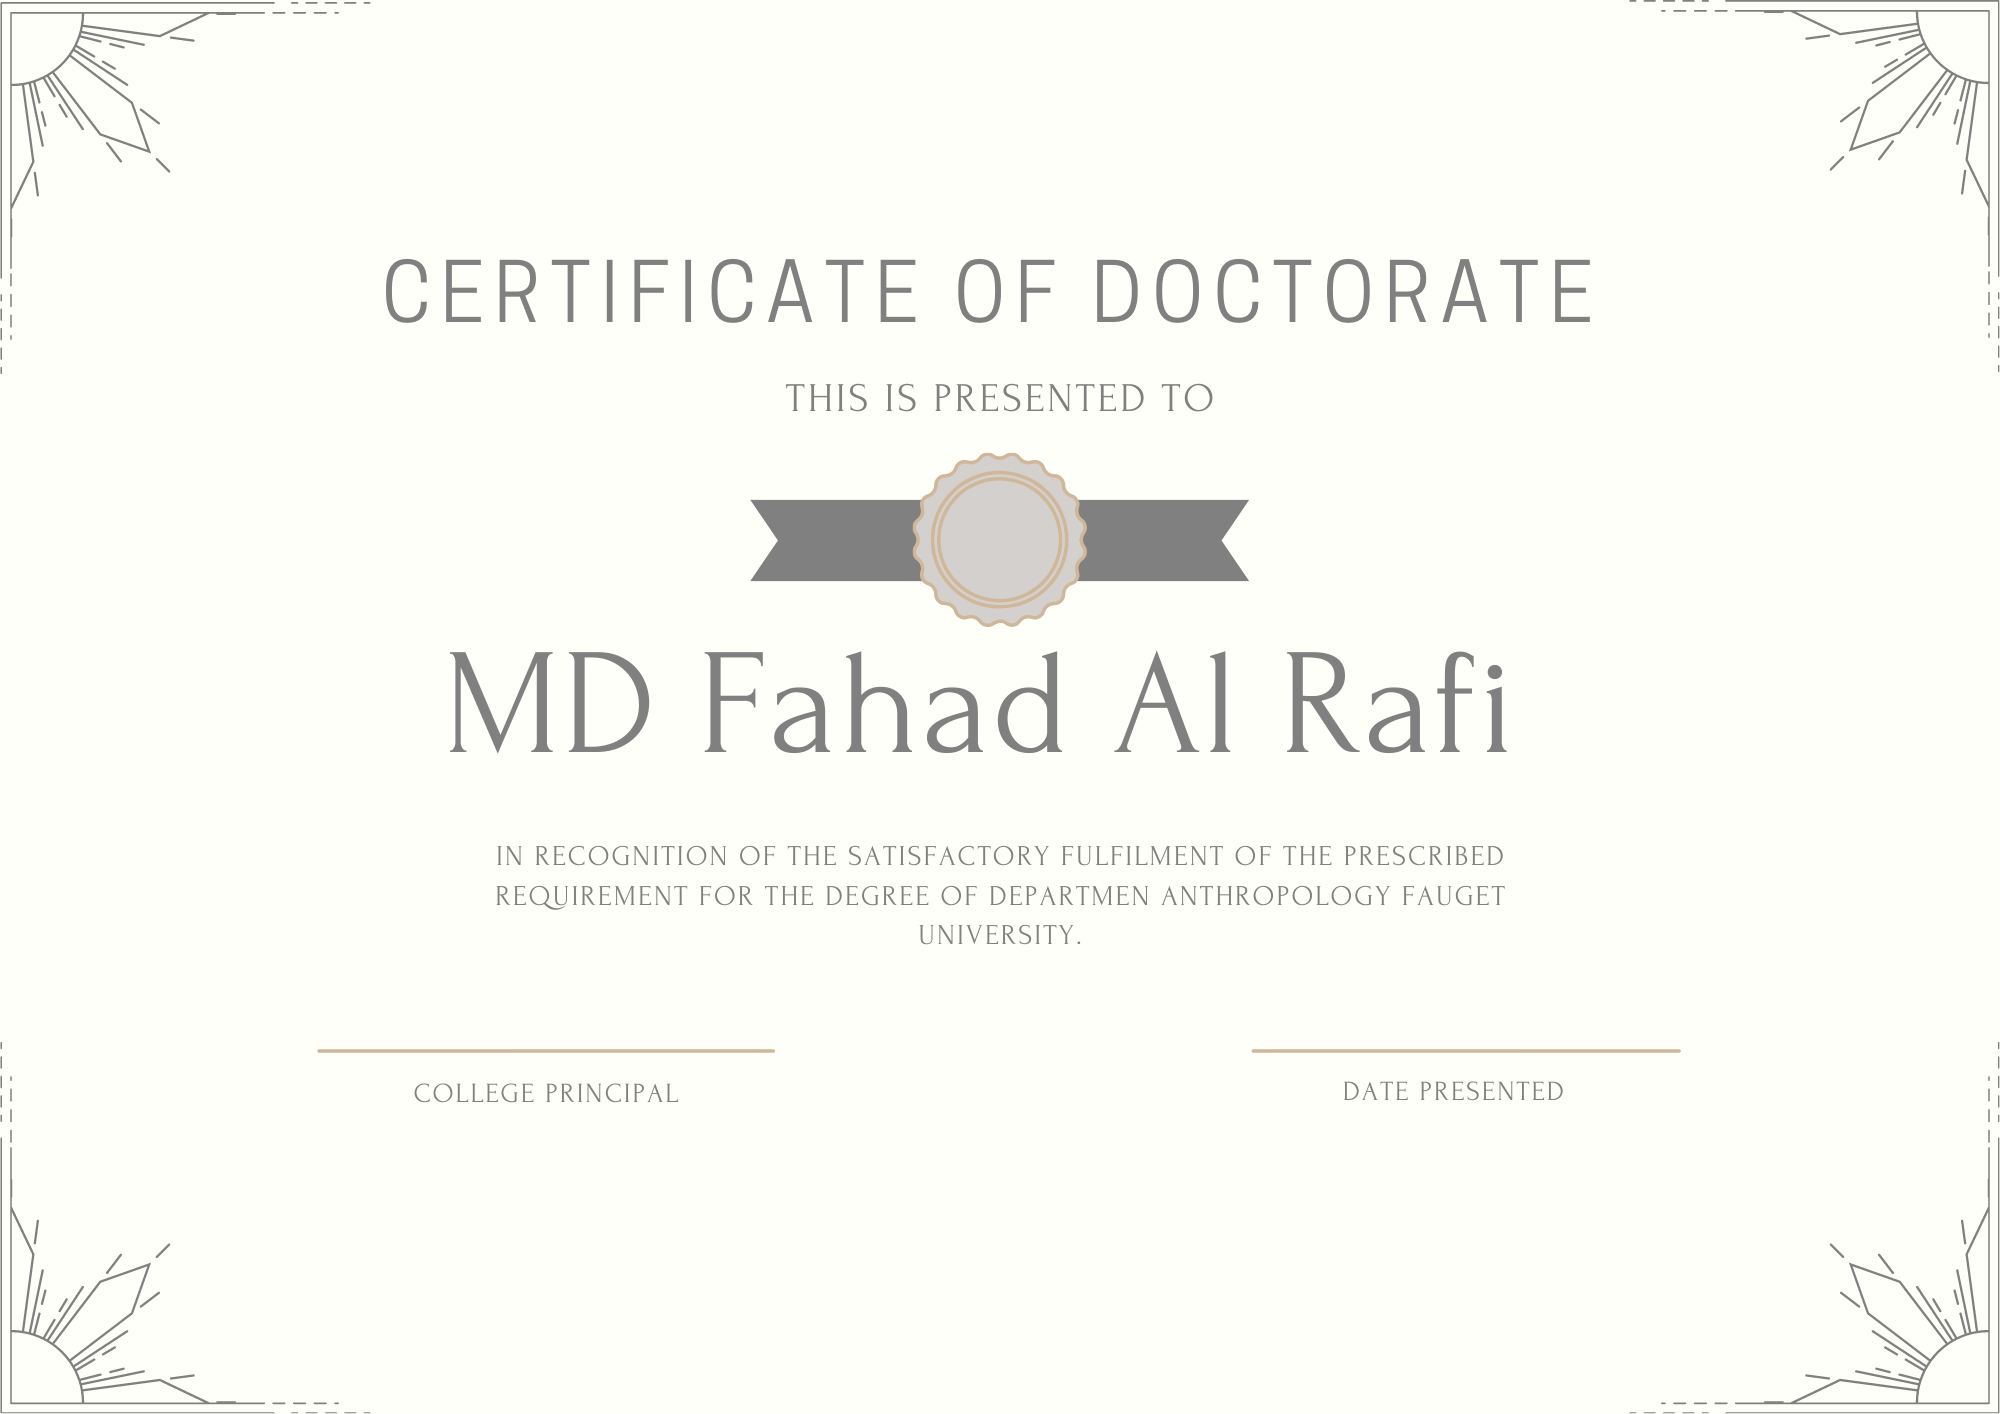 CERTIFICATE OF DOCTORATE
THIS IS PRESENTED TO
MD Fahad Al Rafi
IN RECOGNITION OF THE SATISFACTORY FULFILMENT OF THE PRESCRIBED
REQUIREMENT FOR THE DEGREE OF DEPARTMEN ANTHROPOLOGY FAUGET
UNIVERSITY.
COLLEGE PRINCIPAL
DATE PRESENTED